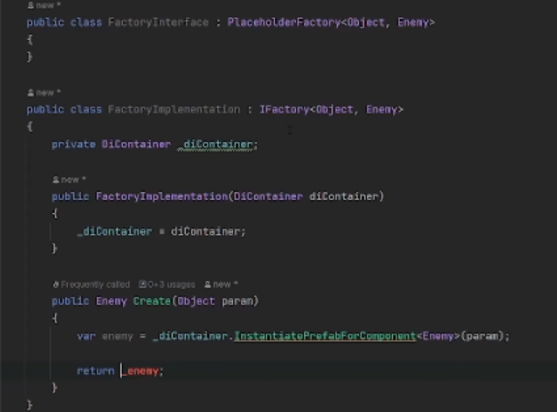 new *
public class FactoryInterface : PlaceholderFactory<Object, Enemy>
{
}
new *
public class FactoryImplementation : IFactory<Object, Enemy>
{
private DiContainer _diContainer;
new *
public FactoryImplementation(DiContainer diContainer)
{
_diContainer = diContainer;
}
Frequently called 0+3 usages new *
public Enemy Create(Object param)
{
var enemy = _diContainer.InstantiatePrefabForComponent<Enemy>(param);
return _enemy;
}
}